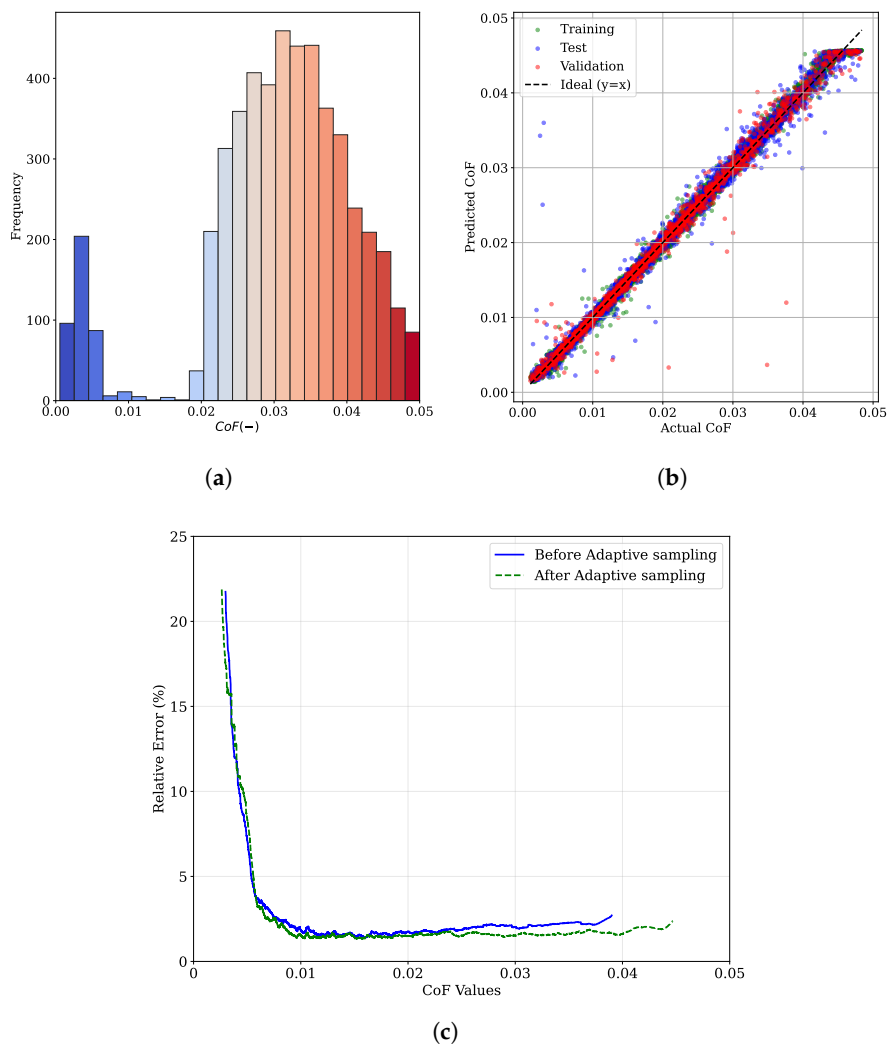 Frequency
400
300
200
100
0
0.00 0.01 0.02 0.03 0.04 0.05
CoF(−)
(a)
Predicted CoF
0.05
0.04
0.03
0.02
0.01
0.00
Training
Test
Validation
Ideal (y=x)
0.00 0.01 0.02 0.03 0.04 0.05
Actual CoF
(b)
Relative Error (%)
25
20
15
10
5
0
Before Adaptive sampling
After Adaptive sampling
0 0.01 0.02 0.03 0.04 0.05
CoF Values
(c)